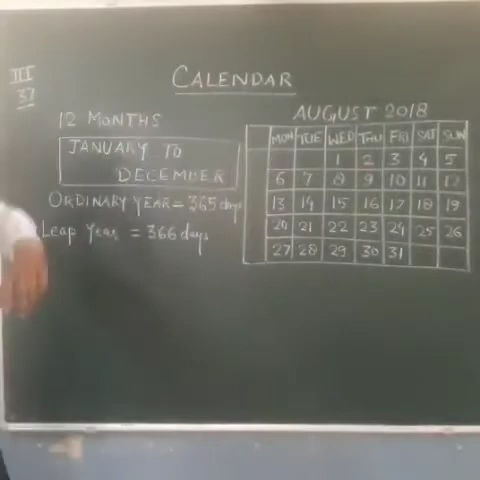 III
37
CALENDAR
12 MONTHS
JANUARY TO
DECEMBER
ORDINARY YEAR = 365 days
Leap Year = 366 days
AUGUST 2018
MON TUE WED THU FRI SAT SUN
1 2 3 4 5
6 7 8 9 10 11 12
13 14 15 16 17 18 19
20 21 22 23 24 25 26
27 28 29 30 31